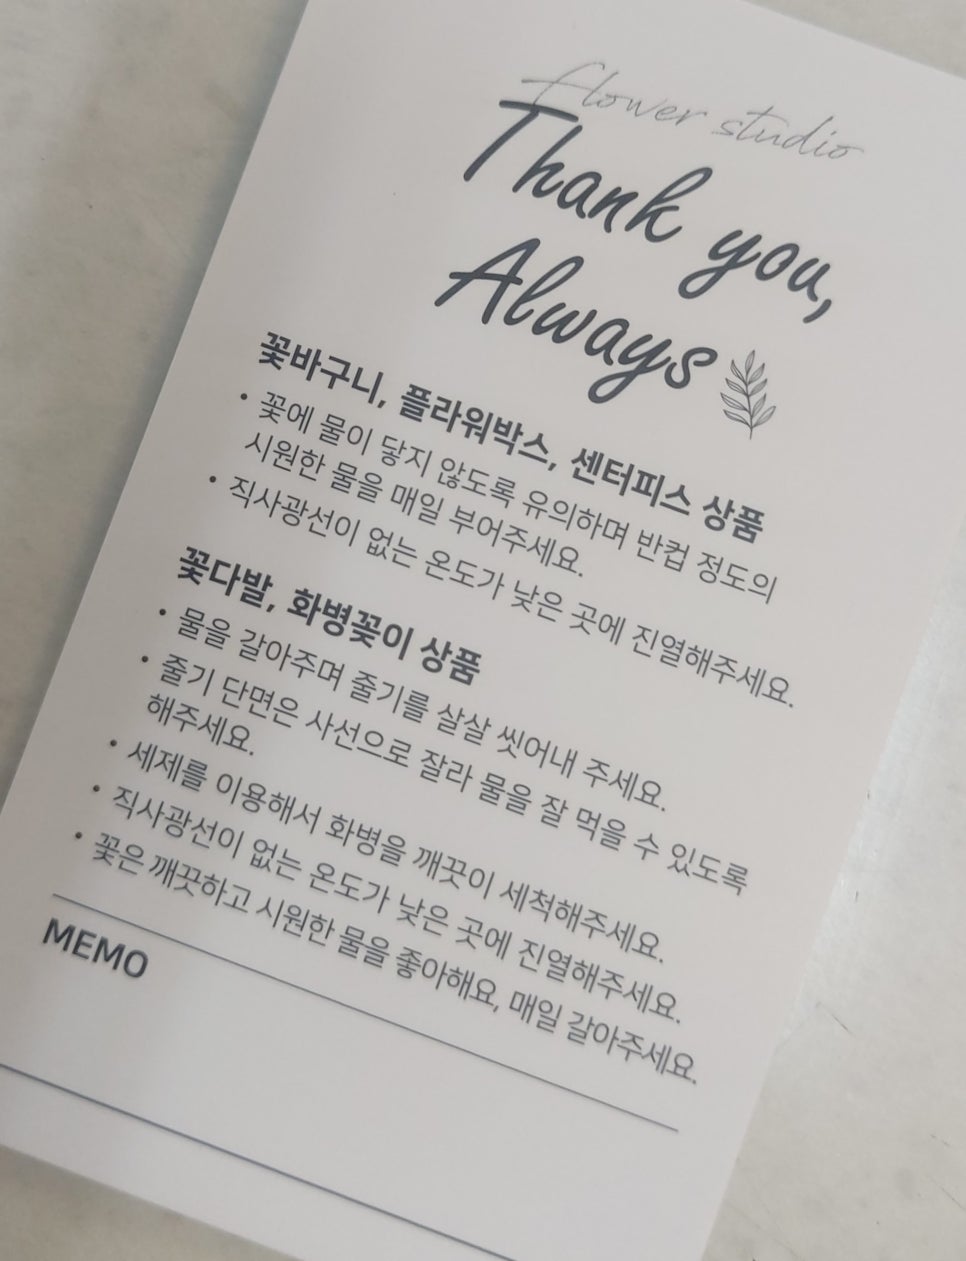 flower studio
Thank you,
Always
꽃바구니, 플라워박스, 센터피스 상품
• 꽃에 물이 닿지 않도록 유의하며 반컵 정도의
시원한 물을 매일 부어주세요.
• 직사광선이 없는 온도가 낮은 곳에 진열해주세요.
꽃다발, 화병꽃이 상품
• 물을 갈아주며 줄기를 살살 씻어내 주세요.
• 줄기 단면은 사선으로 잘라 물을 잘 먹을 수 있도록
해주세요.
• 세제를 이용해서 화병을 깨끗이 세척해주세요.
• 직사광선이 없는 온도가 낮은 곳에 진열해주세요.
• 꽃은 깨끗하고 시원한 물을 좋아해요, 매일 갈아주세요.
MEMO